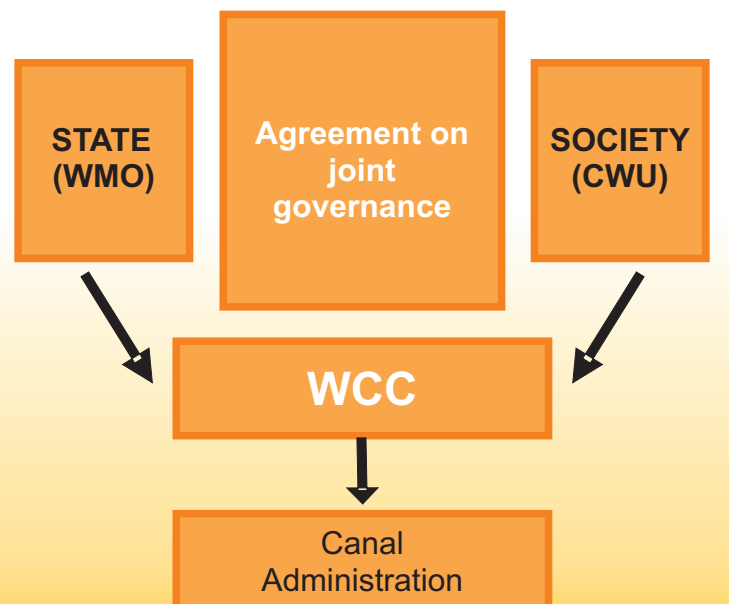 STATE
(WMO)
Agreement on
joint
governance
SOCIETY
(CWU)
WCC
Canal
Administration